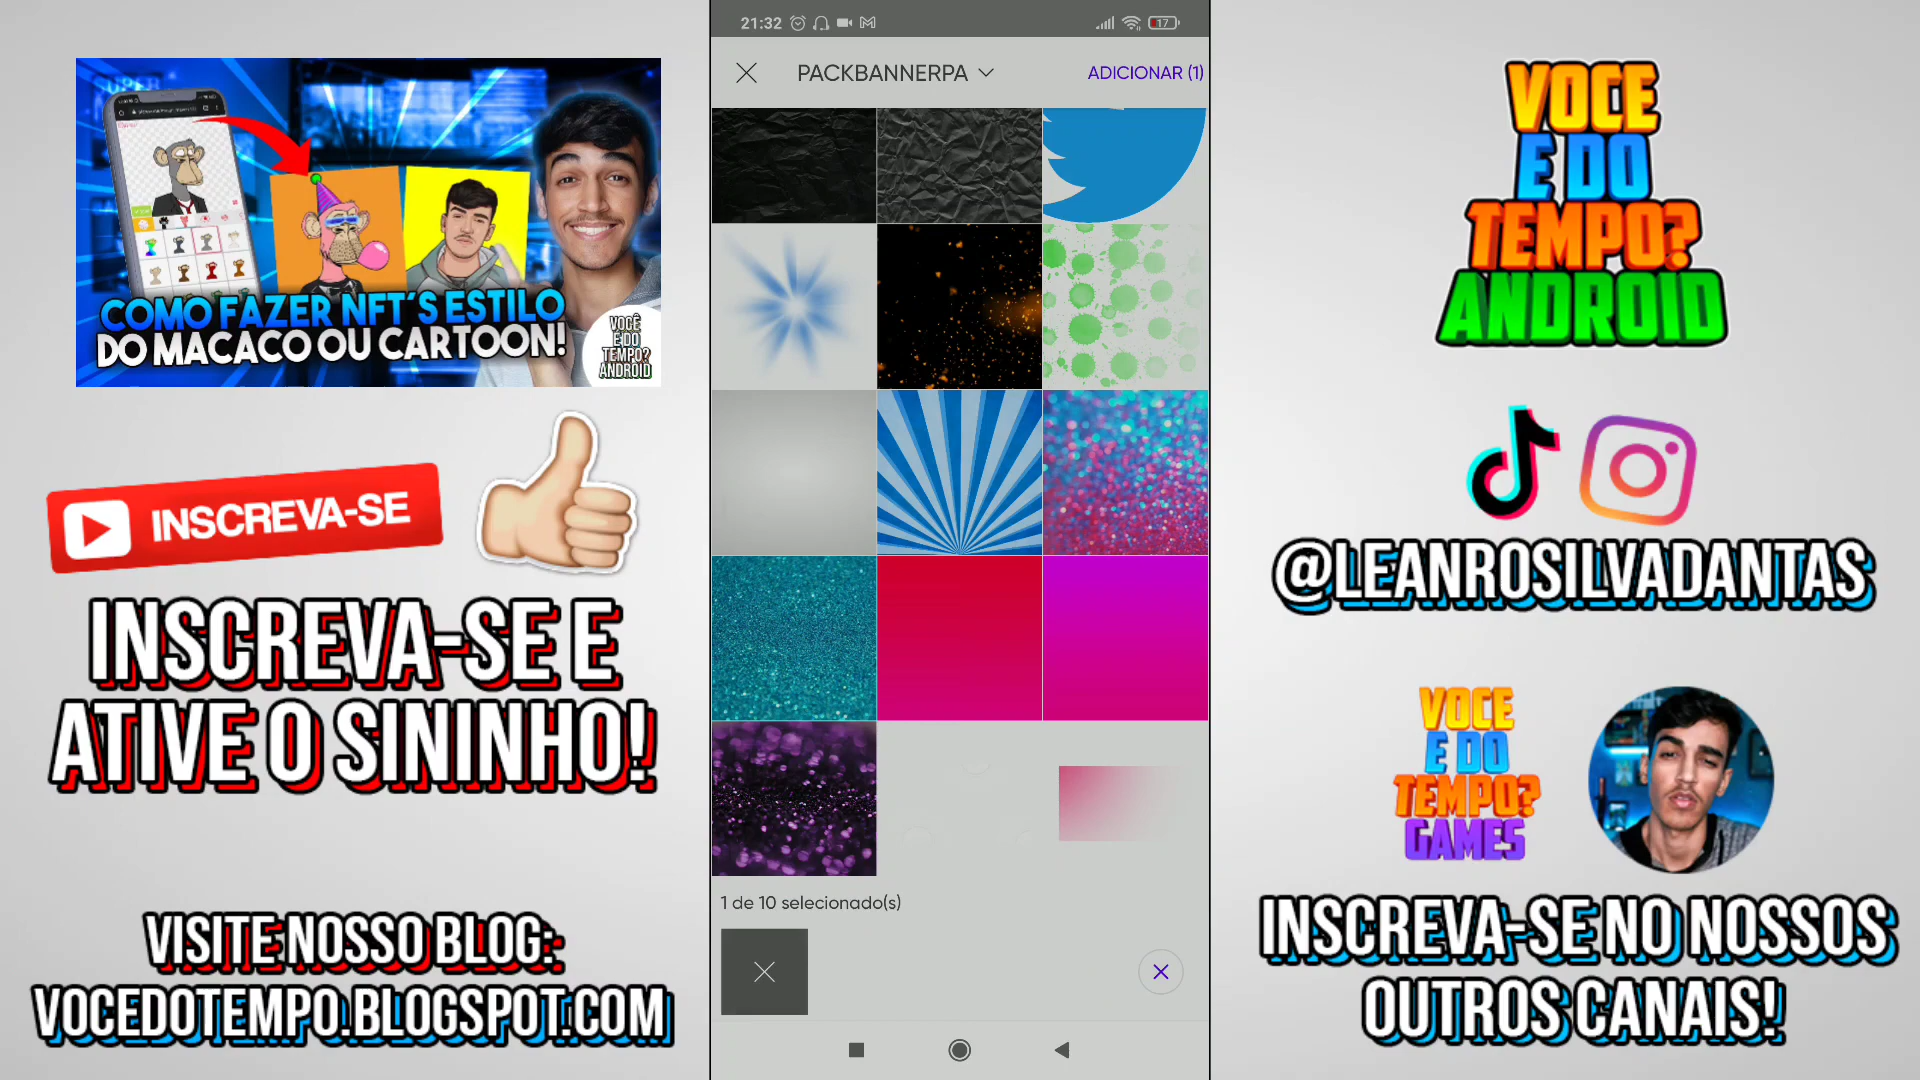 COMO FAZER NFT'S ESTILO
DO MACACO OU CARTOON!
VOCÊ
E DO
TEMPO?
ANDROID
INSCREVA-SE
INSCREVA-SE E
ATIVE O SININHO!
VISITE NOSSO BLOG:
VOCEDOTEMPO.BLOGSPOT.COM
21:32
17
PACKBANNERPA
ADICIONAR (1)
1 de 10 selecionado(s)
VOCE
E DO
TEMPO?
ANDROID
@LEANROSILVADANTAS
VOCE
E DO
TEMPO?
GAMES
INSCREVA-SE NO NOSSOS
OUTROS CANAIS!